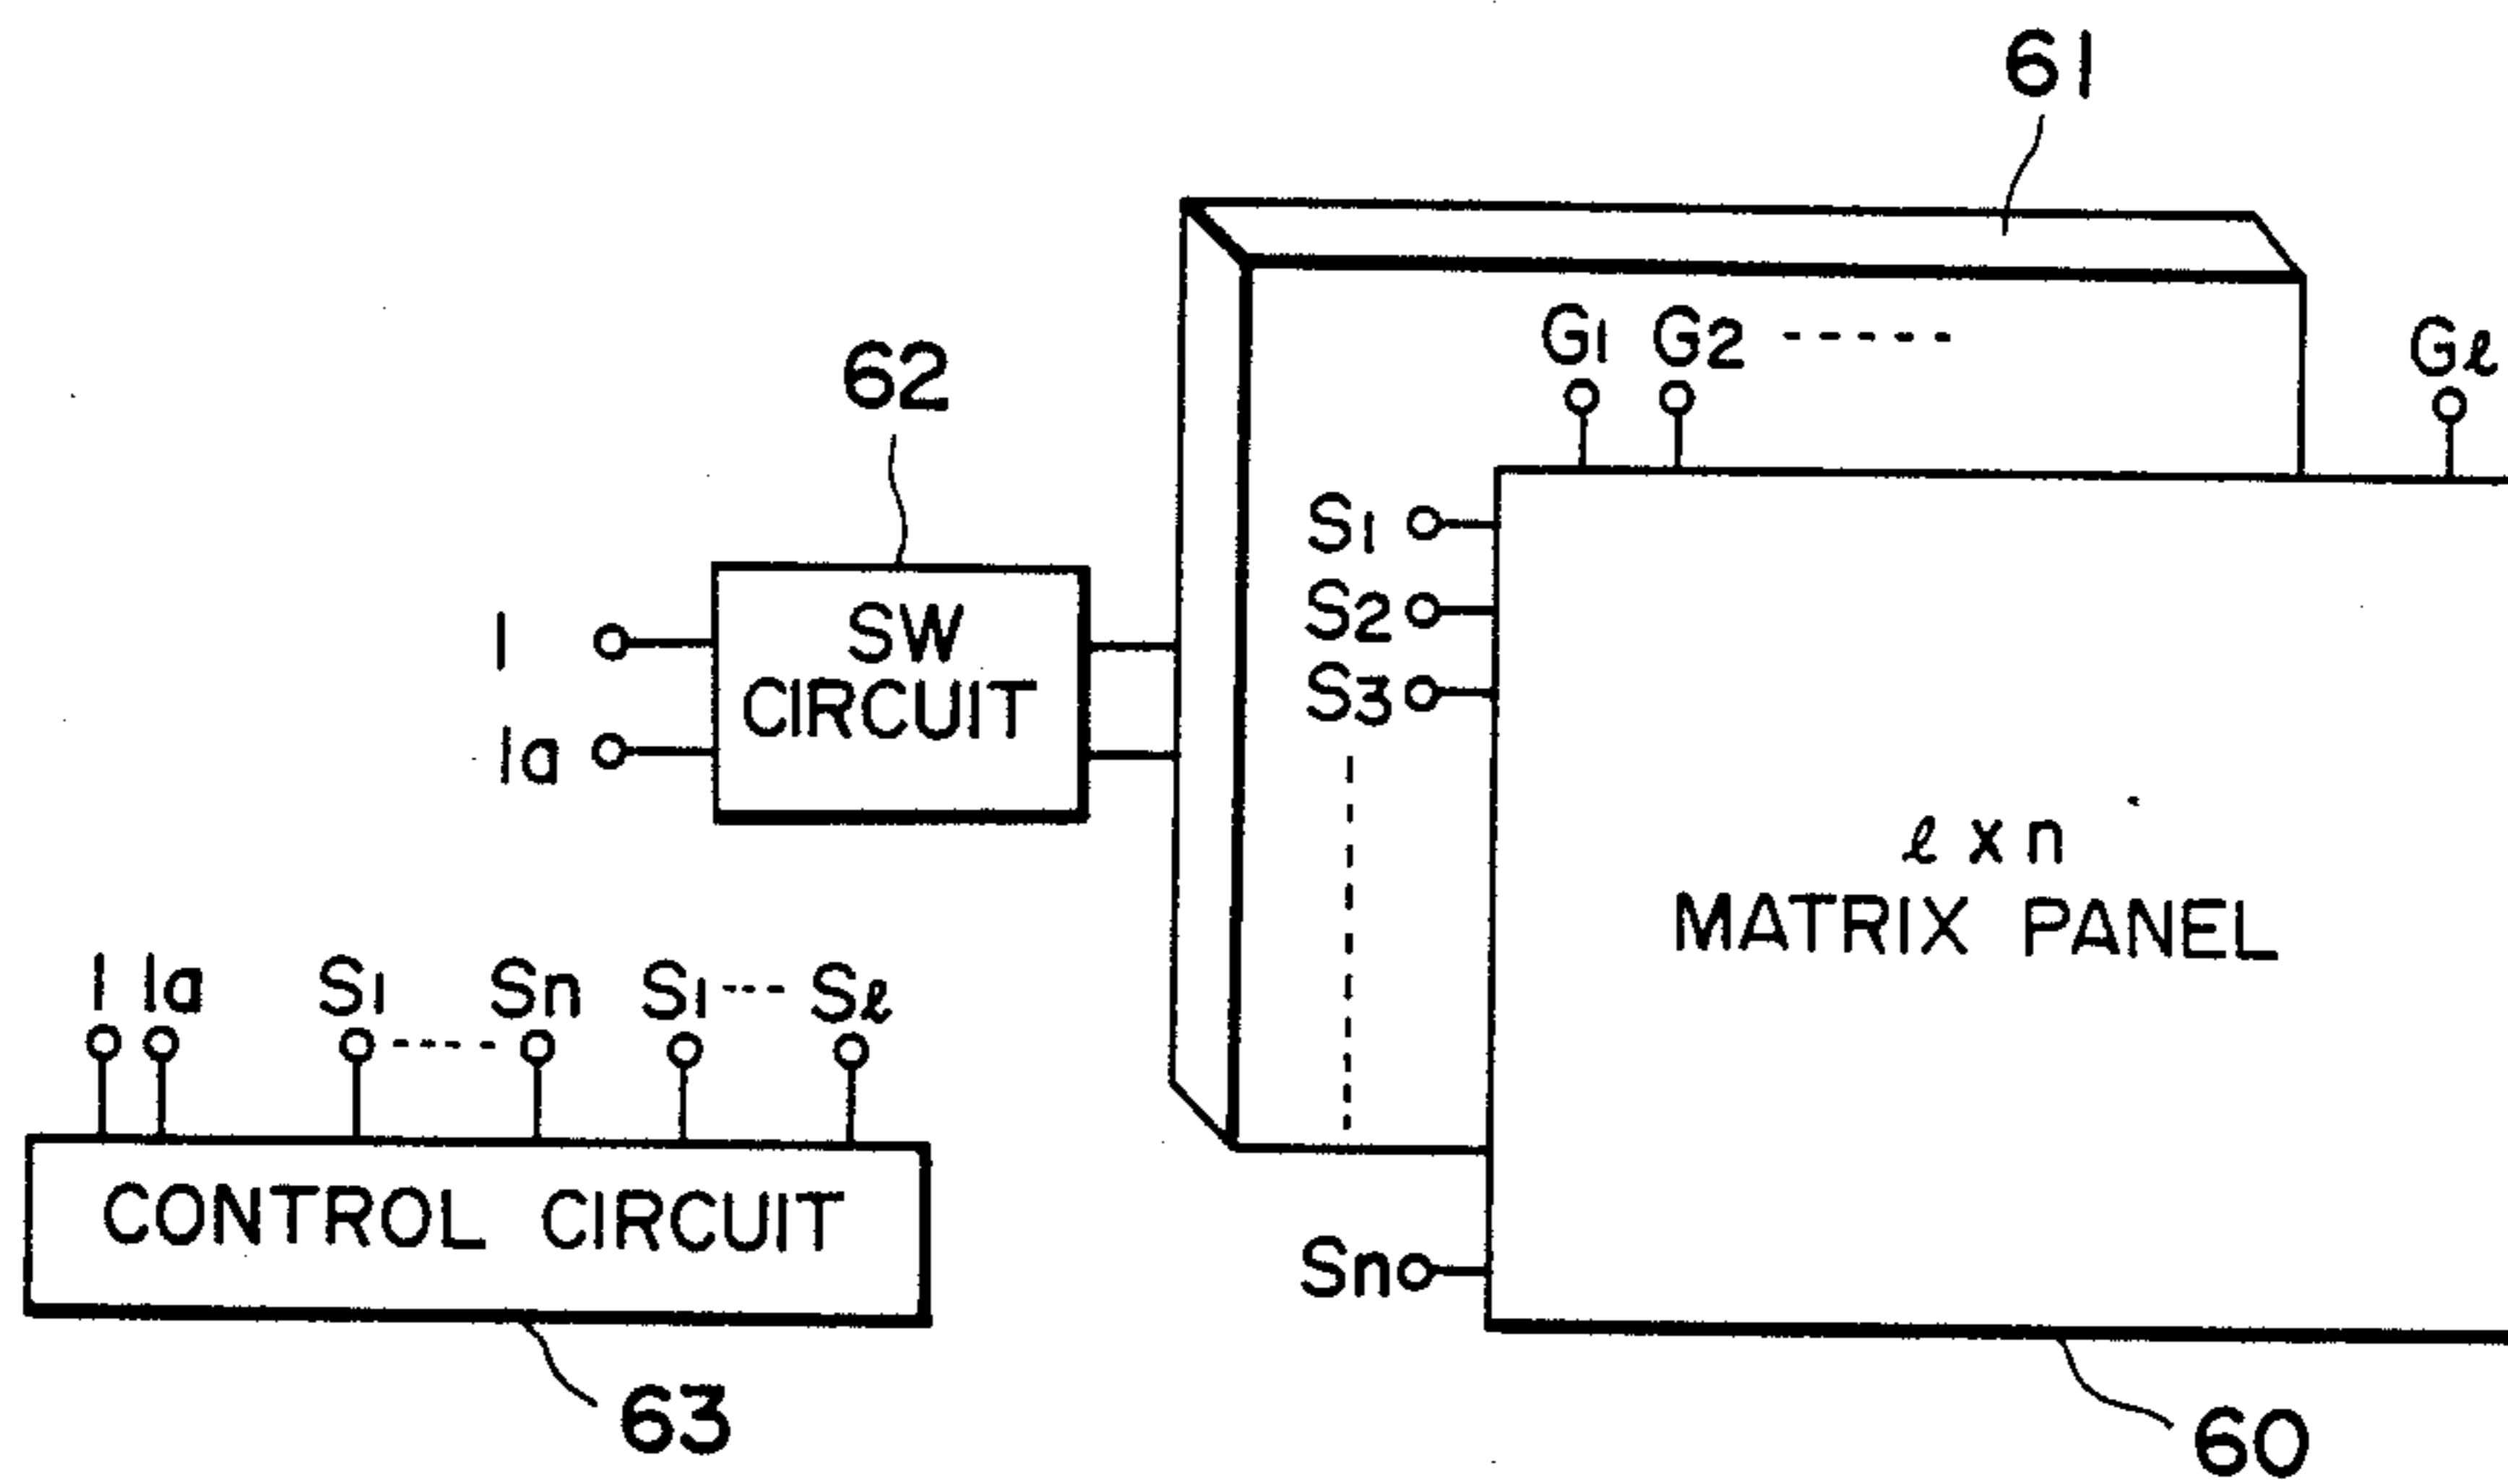 61
62
G1 G2 ----- Gℓ
S1
S2
S3
Sn
I
Ia
SW
CIRCUIT
ℓ x n
MATRIX PANEL
I Ia S1 ----- Sn S1 --- Sℓ
CONTROL CIRCUIT
63
60